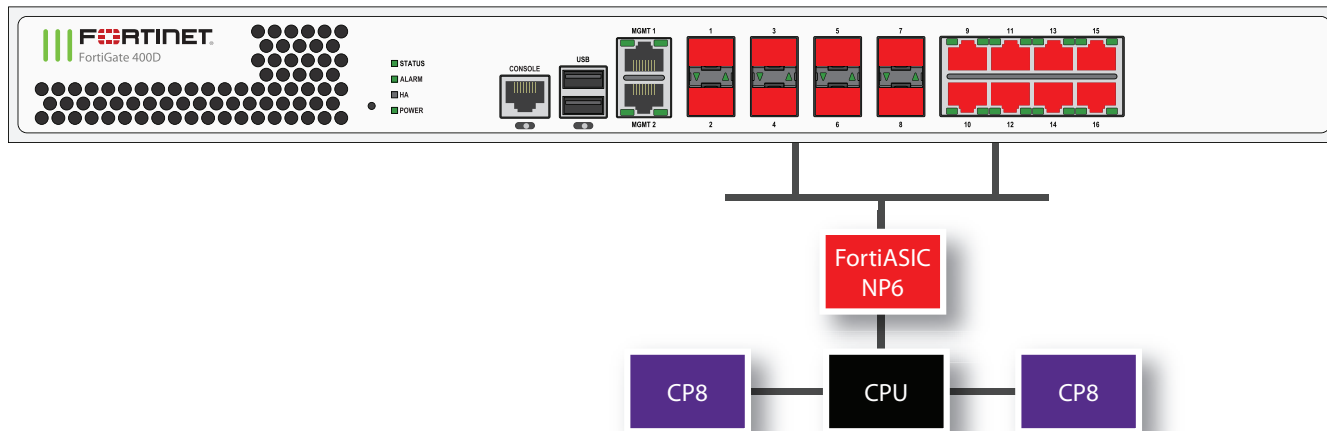 FORTINET
FortiGate 400D
STATUS
ALARM
HA
POWER
CONSOLE
USB
MGMT 1
MGMT 2
1 3 5 7 9 11 13 15
2 4 6 8 10 12 14 16
FortiASIC
NP6
CP8 CPU CP8